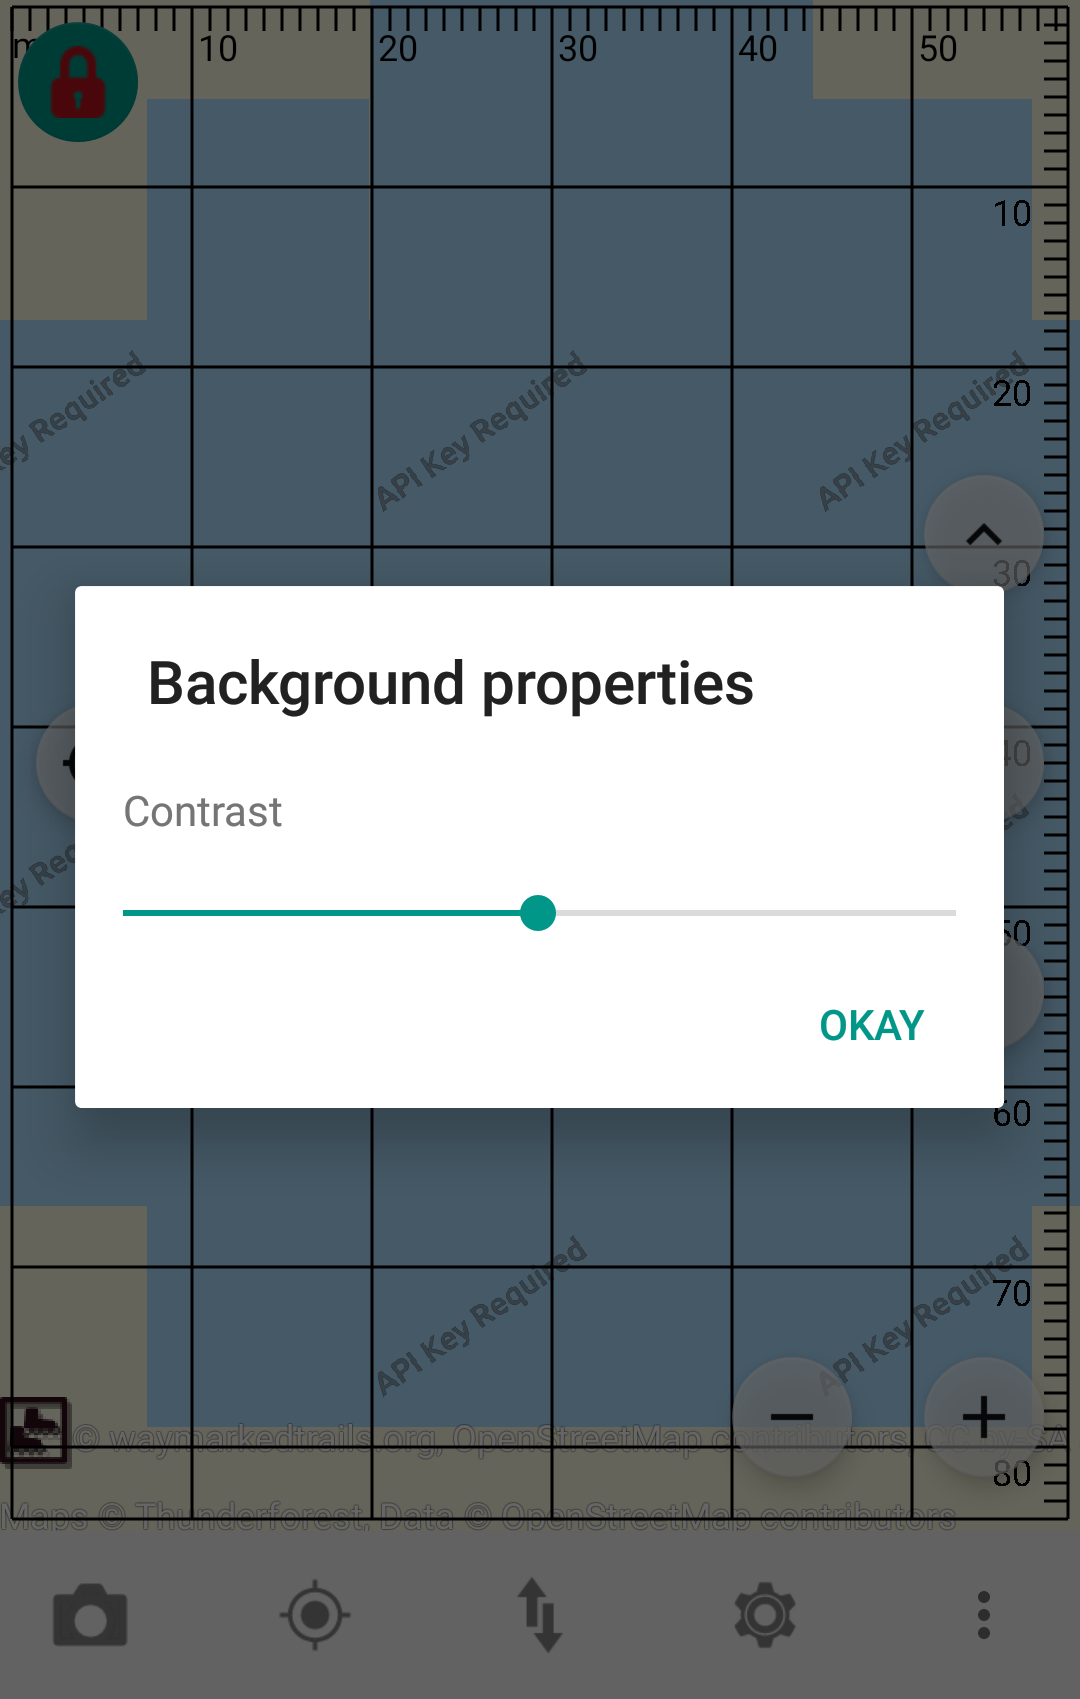 m
10
20
30
40
50
10
20
30
40
50
60
70
80
ey Required
API Key Required
API Key Required
Background properties
Contrast
OKAY
API Key Required
API Key Required
© waymarkedtrails.org, OpenStreetMap contributors, CC by-SA
Maps © Thunderforest, Data © OpenStreetMap contributors